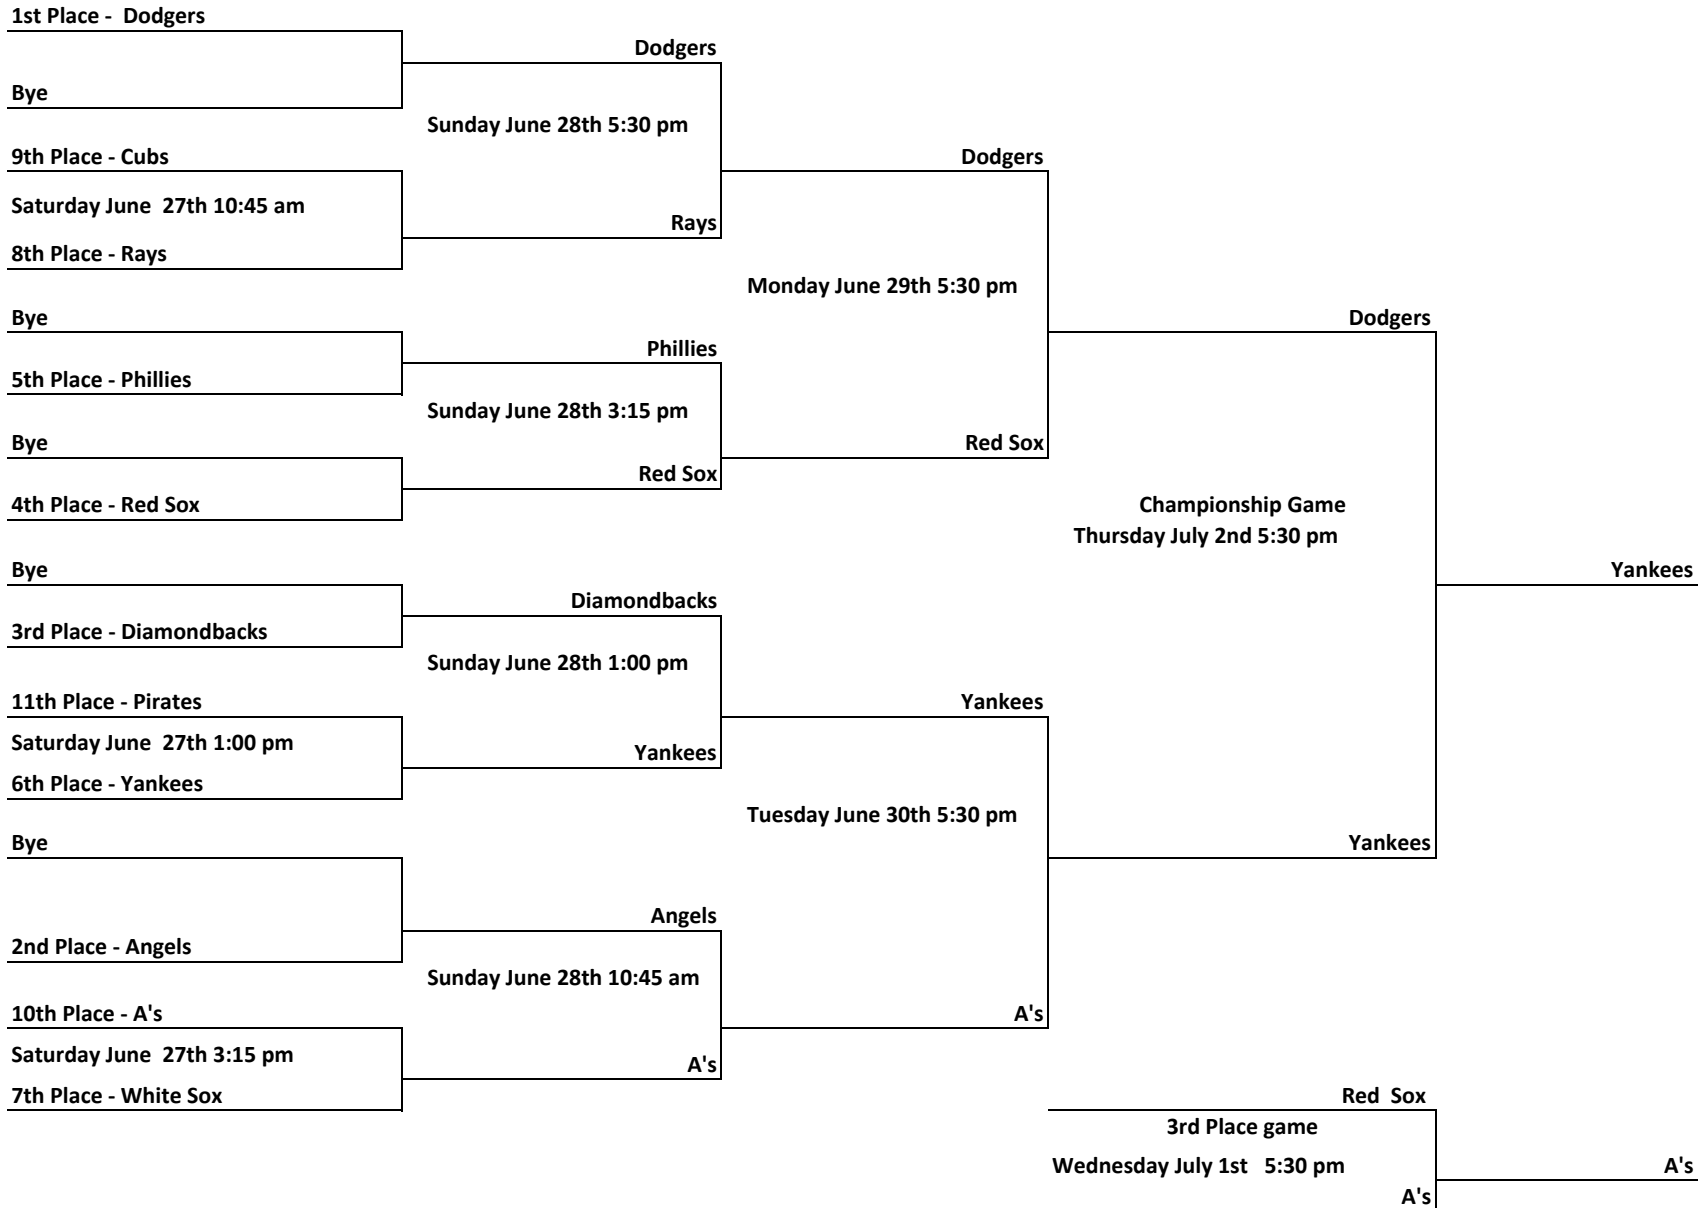 1st Place -  Dodgers
Dodgers
Bye
Sunday June 28th 5:30 pm
9th Place - Cubs
Dodgers
Saturday June  27th 10:45 am
Rays
8th Place - Rays
Monday June 29th 5:30 pm
Bye
Dodgers
Phillies
5th Place - Phillies
Sunday June 28th 3:15 pm
Bye
Red Sox
Red Sox
4th Place - Red Sox
Championship Game
Thursday July 2nd 5:30 pm
Bye
Yankees
Diamondbacks
3rd Place - Diamondbacks
Sunday June 28th 1:00 pm
11th Place - Pirates
Yankees
Saturday June  27th 1:00 pm
Yankees
6th Place - Yankees
Tuesday June 30th 5:30 pm
Bye
Yankees
Angels
2nd Place - Angels
Sunday June 28th 10:45 am
10th Place - A's
A's
Saturday June  27th 3:15 pm
A's
7th Place - White Sox
Red  Sox
3rd Place game
Wednesday July 1st   5:30 pm
A's
A's